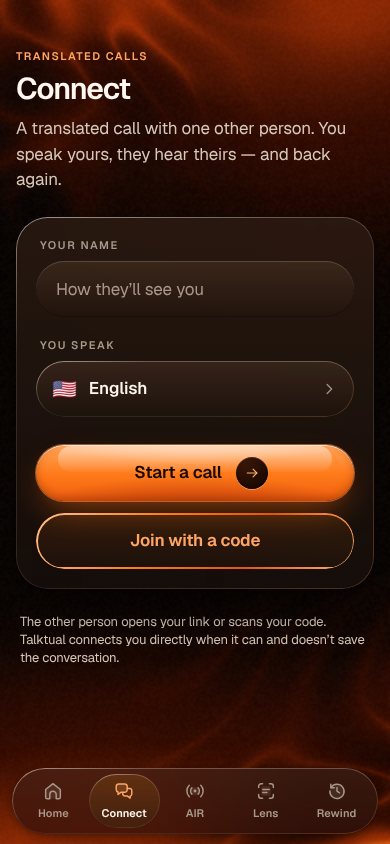 TRANSLATED CALLS
Connect
A translated call with one other person. You
speak yours, they hear theirs — and back
again.
YOUR NAME
How they’ll see you
YOU SPEAK
English
Start a call
Join with a code
The other person opens your link or scans your code.
Talktual connects you directly when it can and doesn’t save
the conversation.
Home
Connect
AIR
Lens
Rewind